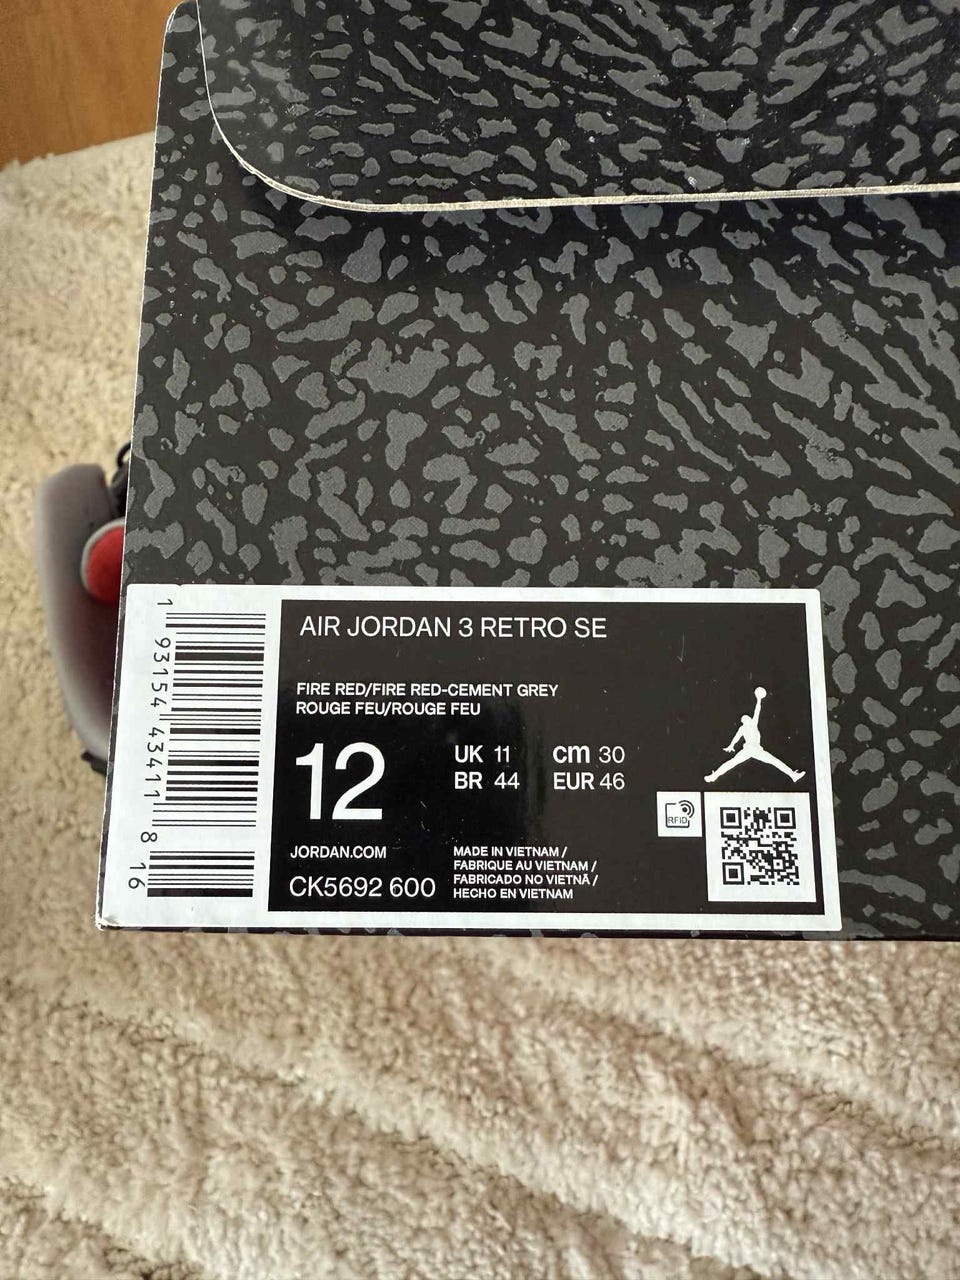 AIR JORDAN 3 RETRO SE
FIRE RED/FIRE RED-CEMENT GREY
ROUGE FEU/ROUGE FEU
12
UK 11 cm 30
BR 44 EUR 46
JORDAN.COM
CK5692 600
MADE IN VIETNAM /
FABRIQUE AU VIETNAM /
FABRICADO NO VIETNÃ /
HECHO EN VIETNAM
RFID
1 93154 43411 8 16